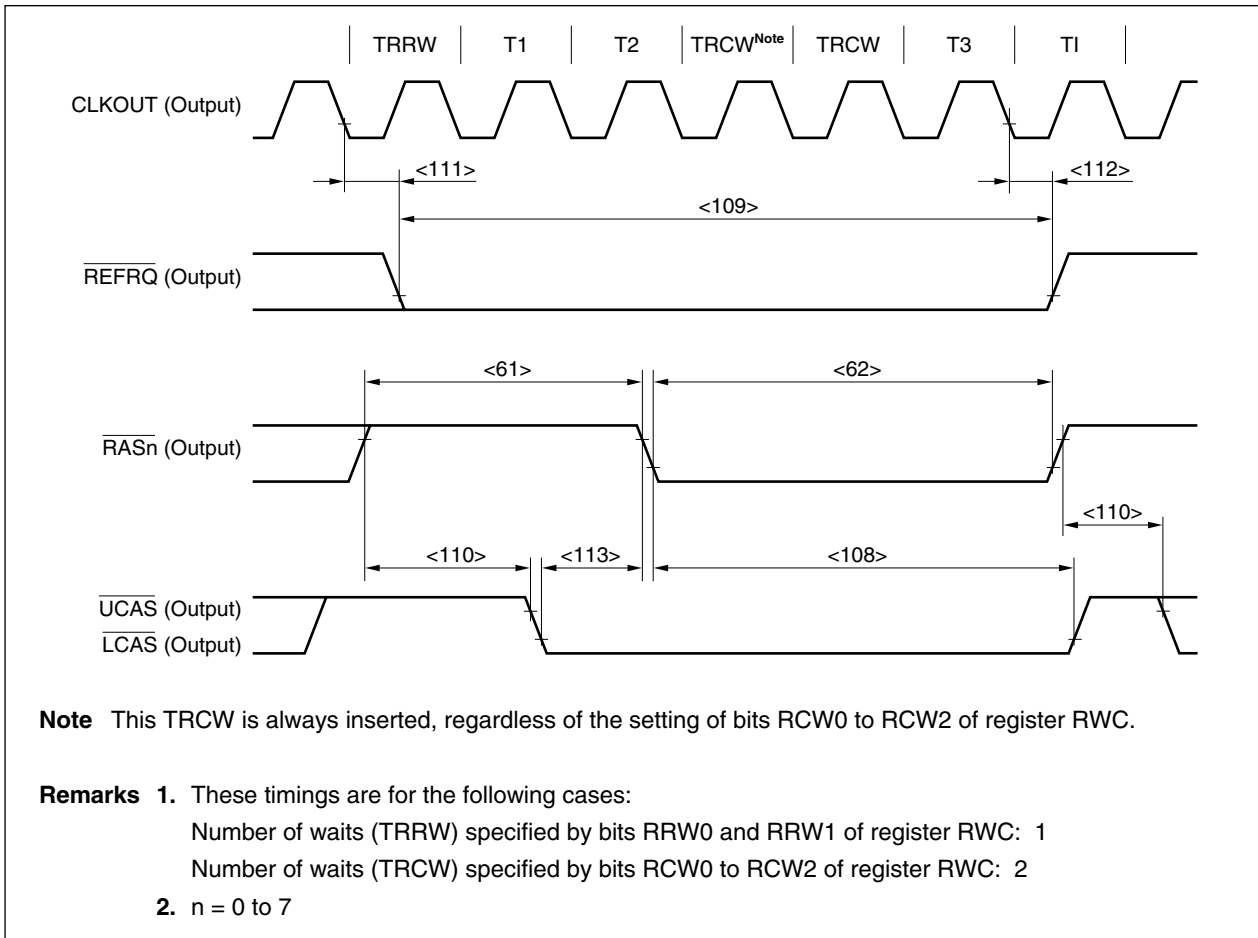 TRRW T1 T2 TRCWNote TRCW T3 TI
CLKOUT (Output)
<111> <112>
<109>
REFRQ (Output)
<61> <62>
RASn (Output)
<110>
<110> <113> <108>
UCAS (Output)
LCAS (Output)
Note This TRCW is always inserted, regardless of the setting of bits RCW0 to RCW2 of register RWC.
Remarks 1. These timings are for the following cases:
Number of waits (TRRW) specified by bits RRW0 and RRW1 of register RWC: 1
Number of waits (TRCW) specified by bits RCW0 to RCW2 of register RWC: 2
2. n = 0 to 7